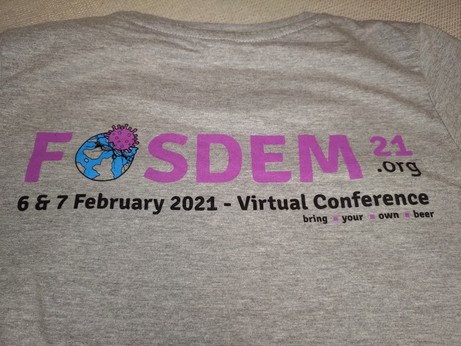 FOSDEM 21
.org
6 & 7 February 2021 - Virtual Conference
bring ■ your ■ own ■ beer